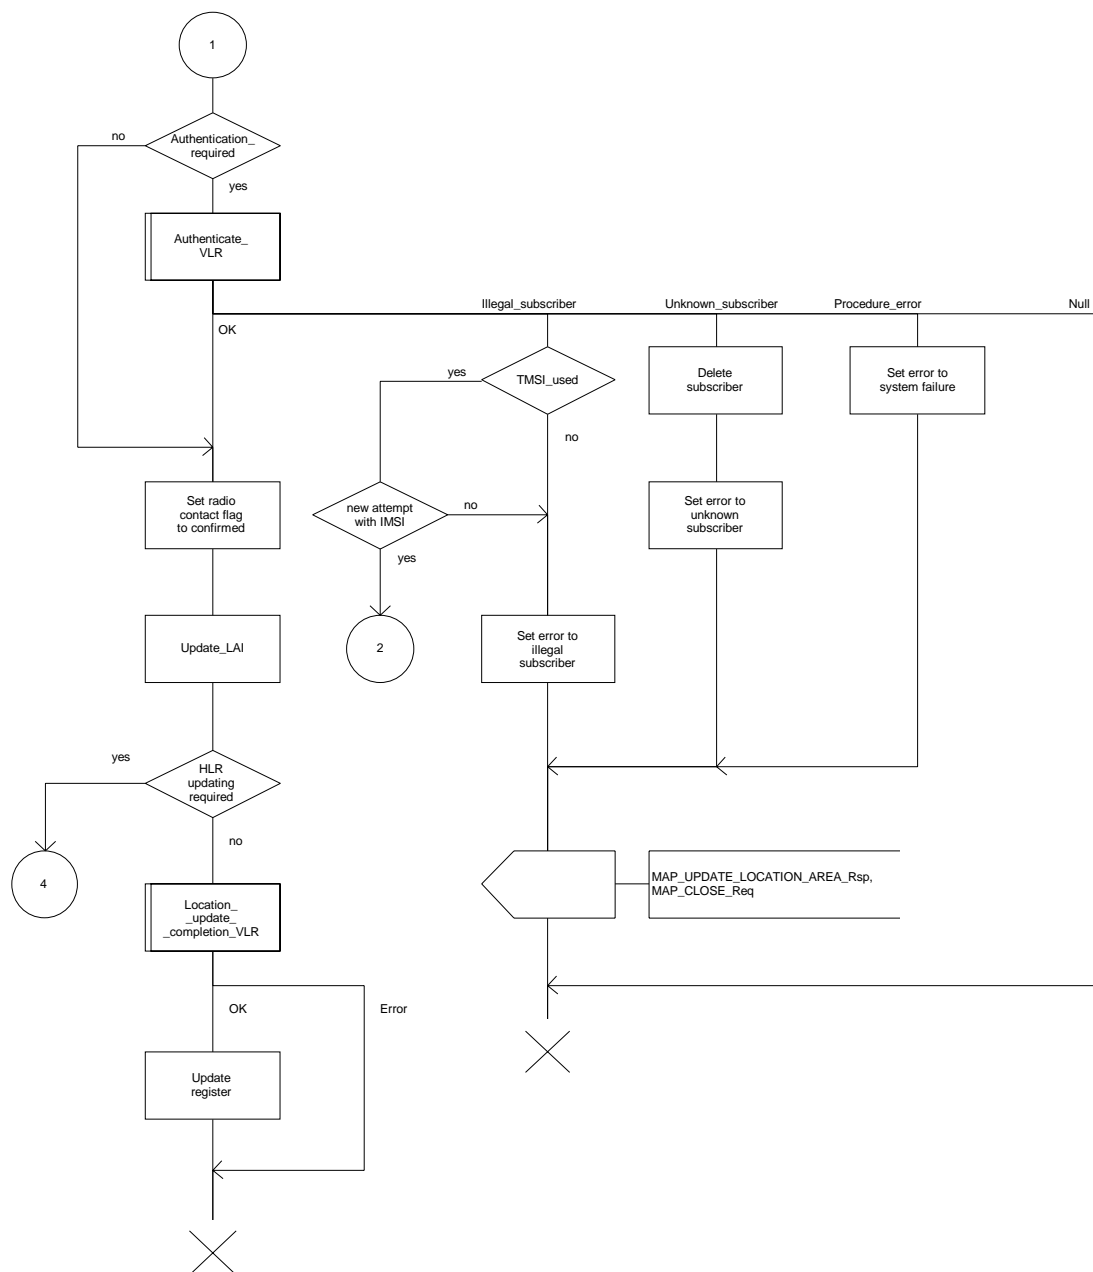 1
Authentication_
required
no
yes
Authenticate_
VLR
Illegal_subscriber
Unknown_subscriber
Procedure_error
Null
OK
yes
TMSI_used
no
Delete
subscriber
Set error to
system failure
Set radio
contact flag
to confirmed
new attempt
with IMSI
no
yes
Set error to
unknown
subscriber
Update_LAI
2
Set error to
illegal
subscriber
yes
HLR
updating
required
no
4
Location_
_update_
_completion_VLR
MAP_UPDATE_LOCATION_AREA_Rsp,
MAP_CLOSE_Req
OK
Error
Update
register